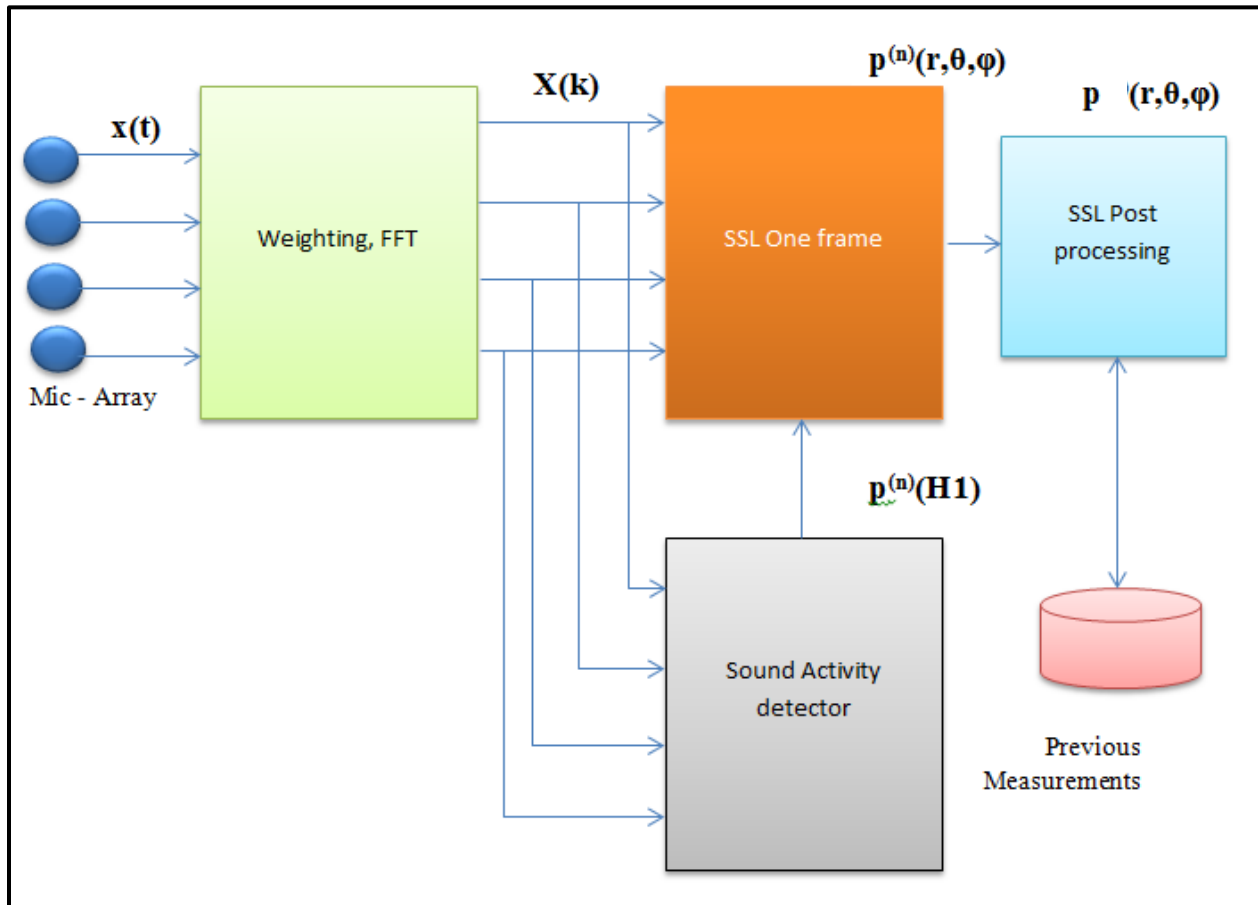 p⁽ⁿ⁾(r,θ,φ)
X(k)
p ⁾(r,θ,φ)
x(t)
Weighting, FFT
SSL One frame
SSL Post
processing
Mic - Array
p⁽ⁿ⁾(H1)
Sound Activity
detector
Previous
Measurements